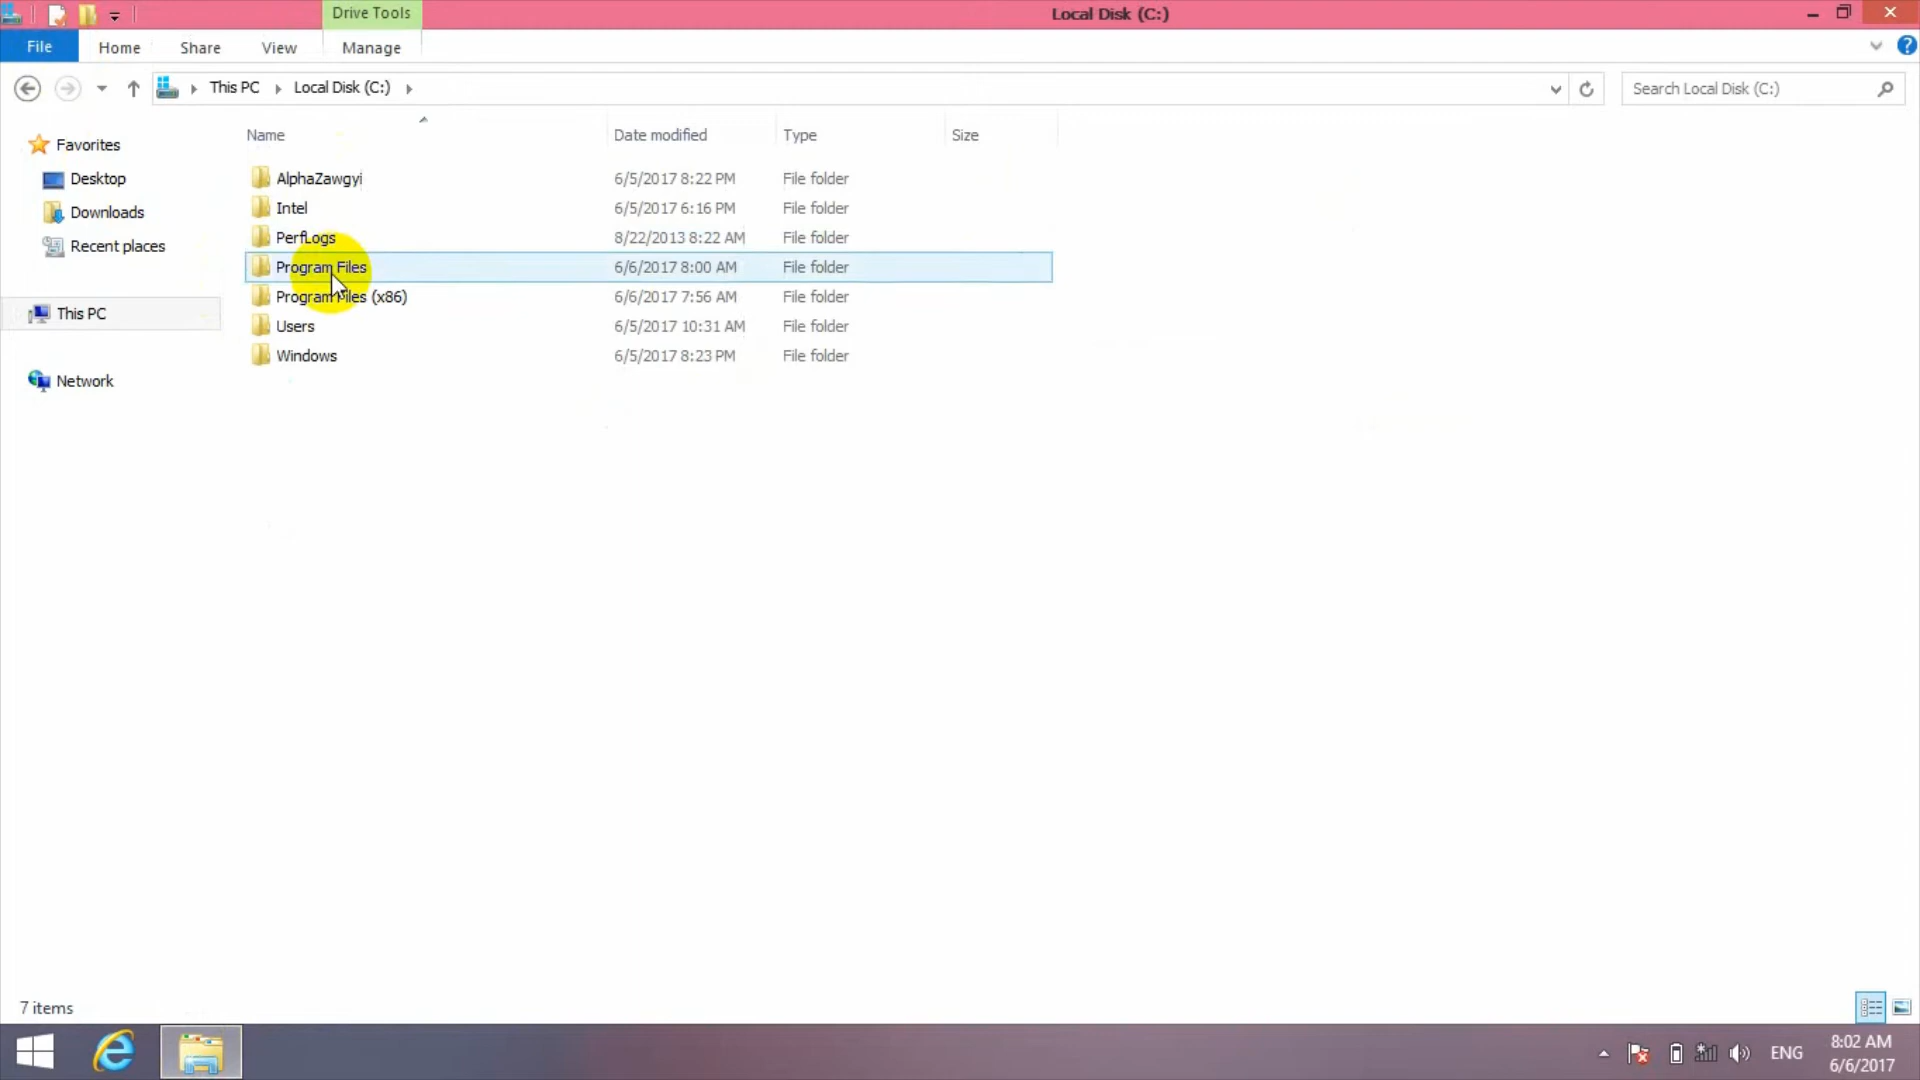 Drive Tools
Local Disk (C:)
File
Home
Share
View
Manage
This PC
Local Disk (C:)
Search Local Disk (C:)
Name
Date modified
Type
Size
Favorites
Desktop
Downloads
Recent places
This PC
Network
AlphaZawgyi 6/5/2017 8:22 PM File folder
Intel 6/5/2017 6:16 PM File folder
PerfLogs 8/22/2013 8:22 AM File folder
Program Files 6/6/2017 8:00 AM File folder
Program Files (x86) 6/6/2017 7:56 AM File folder
Users 6/5/2017 10:31 AM File folder
Windows 6/5/2017 8:23 PM File folder
7 items
ENG
8:02 AM
6/6/2017